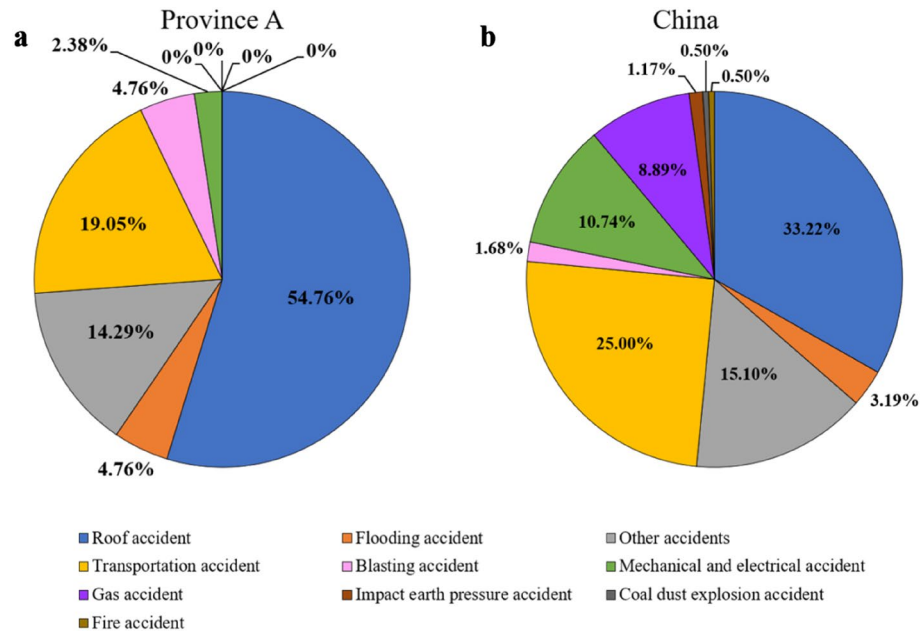 a
Province A
2.38%
0%
0%
0%
0%
4.76%
19.05%
54.76%
14.29%
4.76%
b
China
0.50%
1.17%
0.50%
8.89%
10.74%
33.22%
1.68%
25.00%
15.10%
3.19%
Roof accident
Flooding accident
Other accidents
Transportation accident
Blasting accident
Mechanical and electrical accident
Gas accident
Impact earth pressure accident
Coal dust explosion accident
Fire accident